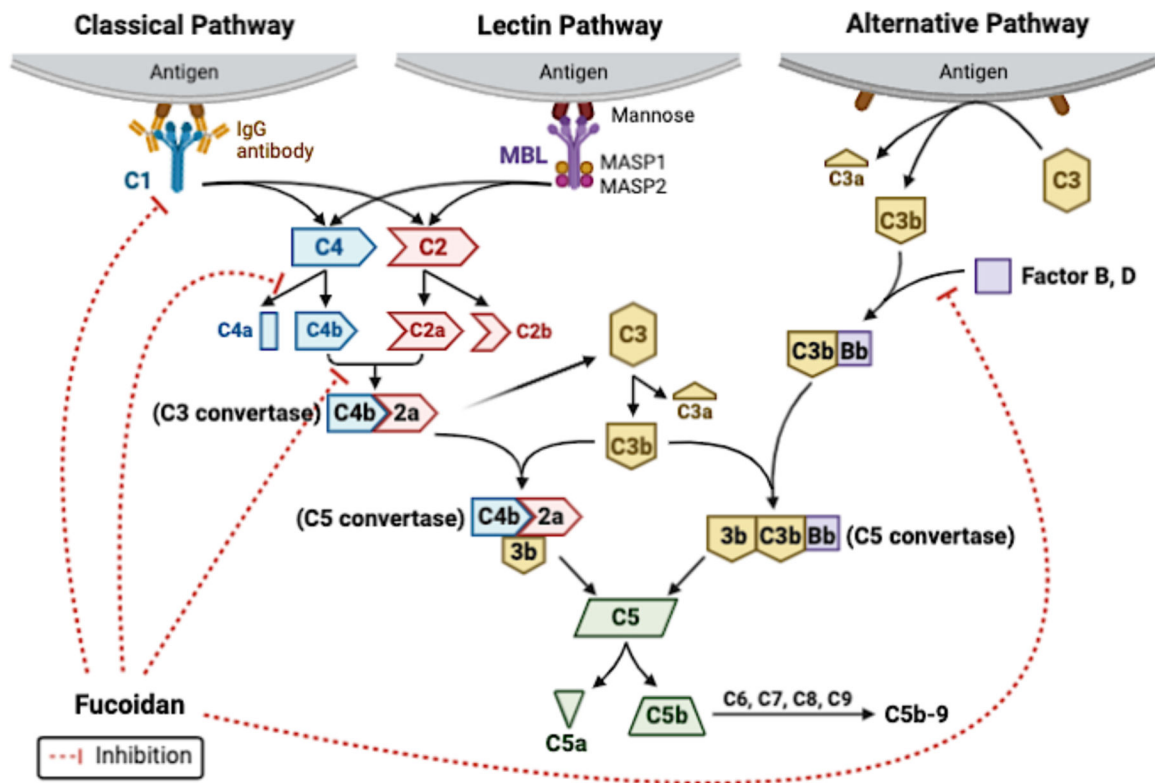 Classical Pathway
Lectin Pathway
Alternative Pathway
Antigen
Antigen
Antigen
IgG
antibody
C1
Mannose
MBL
MASP1
MASP2
C3a
C3
C3b
C4
C2
Factor B, D
C4a
C4b
C2a
C2b
C3
C3b
Bb
(C3 convertase)
C4b
2a
C3a
C3b
(C5 convertase)
C4b
2a
3b
3b
C3b
Bb
(C5 convertase)
C5
Fucoidan
C5a
C5b
C6, C7, C8, C9
C5b-9
Inhibition